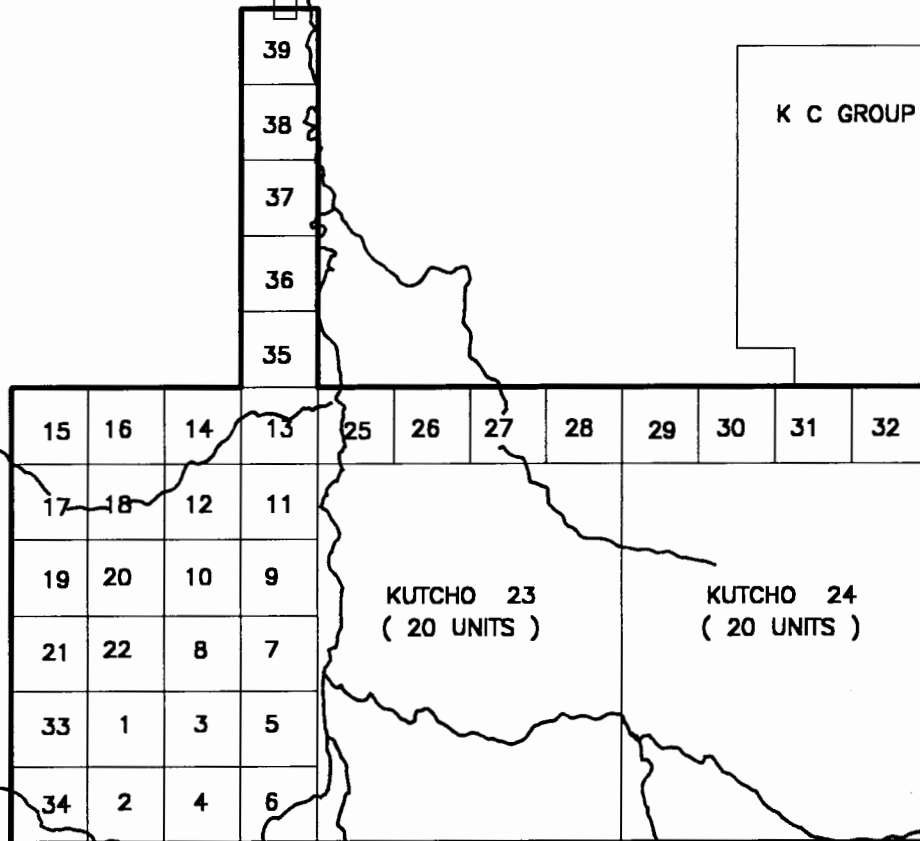 39
38
K C GROUP
37
36
35
15 16 14 13 25 26 27 28 29 30 31 32
17 18 12 11
19 20 10 9
KUTCHO 23
( 20 UNITS )
KUTCHO 24
( 20 UNITS )
21 22 8 7
33 1 3 5
34 2 4 6